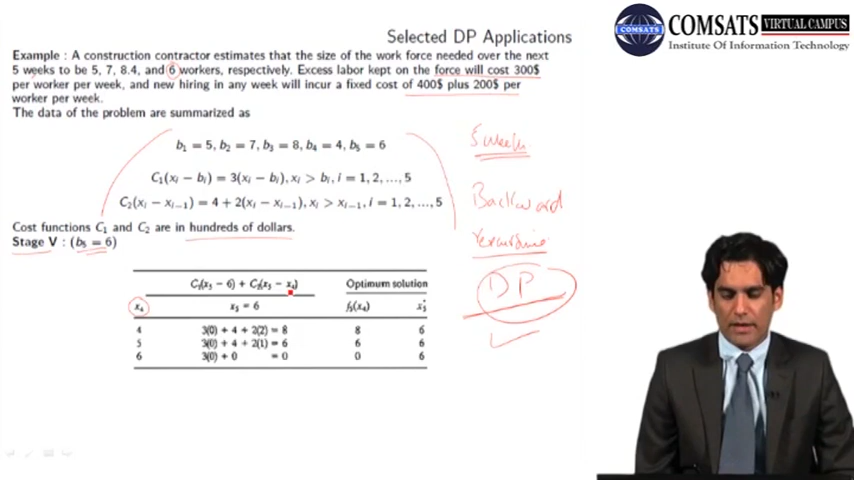 Selected DP Applications
COMSATS VIRTUAL CAMPUS
Institute Of Information Technology
Example : A construction contractor estimates that the size of the work force needed over the next
5 weeks to be 5, 7, 8.4, and 6 workers, respectively. Excess labor kept on the force will cost 300$
per worker per week, and new hiring in any week will incur a fixed cost of 400$ plus 200$ per
worker per week.
The data of the problem are summarized as
b₁ = 5, b₂ = 7, b₃ = 8, b₄ = 4, b₅ = 6
C₁(xᵢ − bᵢ) = 3(xᵢ − bᵢ), xᵢ > bᵢ, i = 1, 2, ..., 5
C₂(xᵢ − xᵢ₋₁) = 4 + 2(xᵢ − xᵢ₋₁), xᵢ > xᵢ₋₁, i = 1, 2, ..., 5
Cost functions C₁ and C₂ are in hundreds of dollars.
Stage V : (b₅ = 6)
5 weeks
Backward
recursive
DP
C₁(x₅ − 6) + C₂(x₅ − x₄) Optimum solution
x₄ x₅ = 6 f₅(x₄) x₅*
4 3(0) + 4 + 2(2) = 8 8 6
5 3(0) + 4 + 2(1) = 6 6 6
6 3(0) + 0 = 0 0 6